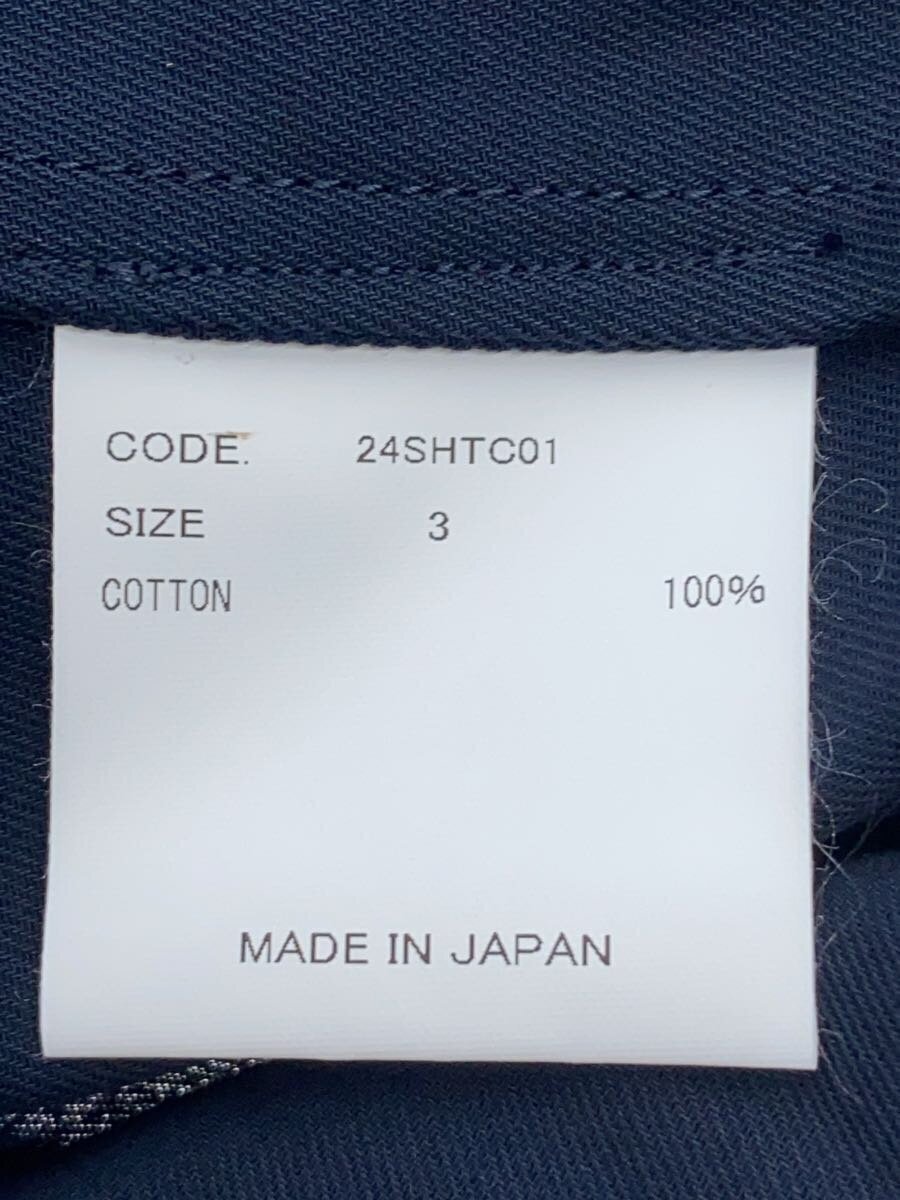 CODE. 24SHTC01
SIZE 3
COTTON 100%
MADE IN JAPAN